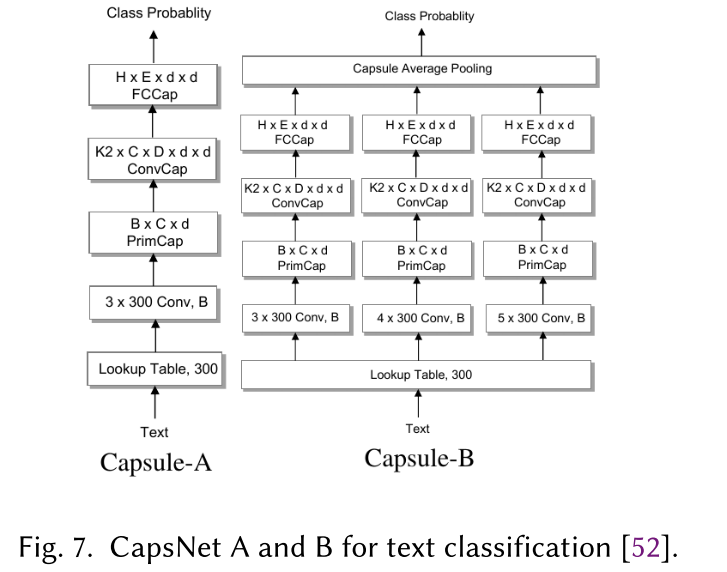 Class Probablity
H x E x d x d
FCCap
K2 x C x D x d x d
ConvCap
B x C x d
PrimCap
3 x 300 Conv, B
Lookup Table, 300
Text
Capsule-A
Class Probablity
Capsule Average Pooling
H x E x d x d
FCCap
H x E x d x d
FCCap
H x E x d x d
FCCap
K2 x C x D x d x d
ConvCap
K2 x C x D x d x d
ConvCap
K2 x C x D x d x d
ConvCap
B x C x d
PrimCap
B x C x d
PrimCap
B x C x d
PrimCap
3 x 300 Conv, B
4 x 300 Conv, B
5 x 300 Conv, B
Lookup Table, 300
Text
Capsule-B
Fig. 7. CapsNet A and B for text classification [52].